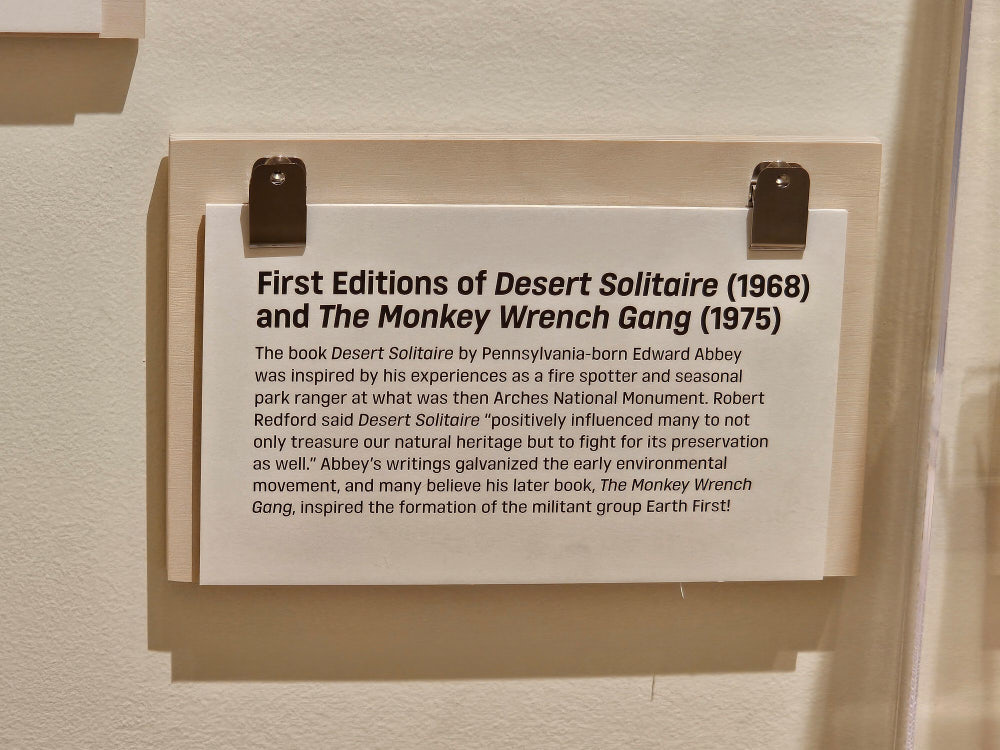 First Editions of Desert Solitaire (1968)
and The Monkey Wrench Gang (1975)
The book Desert Solitaire by Pennsylvania-born Edward Abbey
was inspired by his experiences as a fire spotter and seasonal
park ranger at what was then Arches National Monument. Robert
Redford said Desert Solitaire “positively influenced many to not
only treasure our natural heritage but to fight for its preservation
as well.” Abbey’s writings galvanized the early environmental
movement, and many believe his later book, The Monkey Wrench
Gang, inspired the formation of the militant group Earth First!